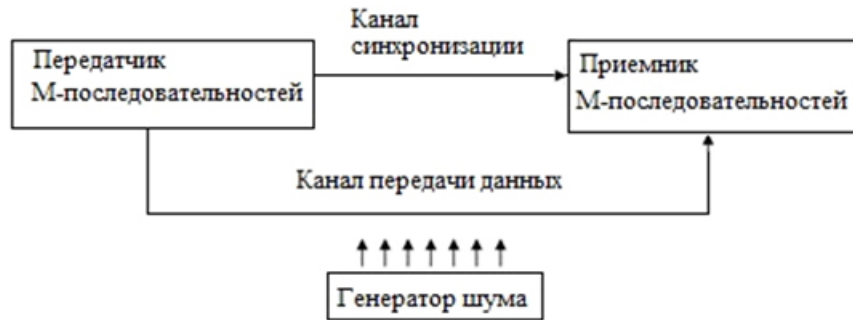 Канал
синхронизации
Передатчик
М-последовательностей
Приемник
М-последовательностей
Канал передачи данных
Генератор шума